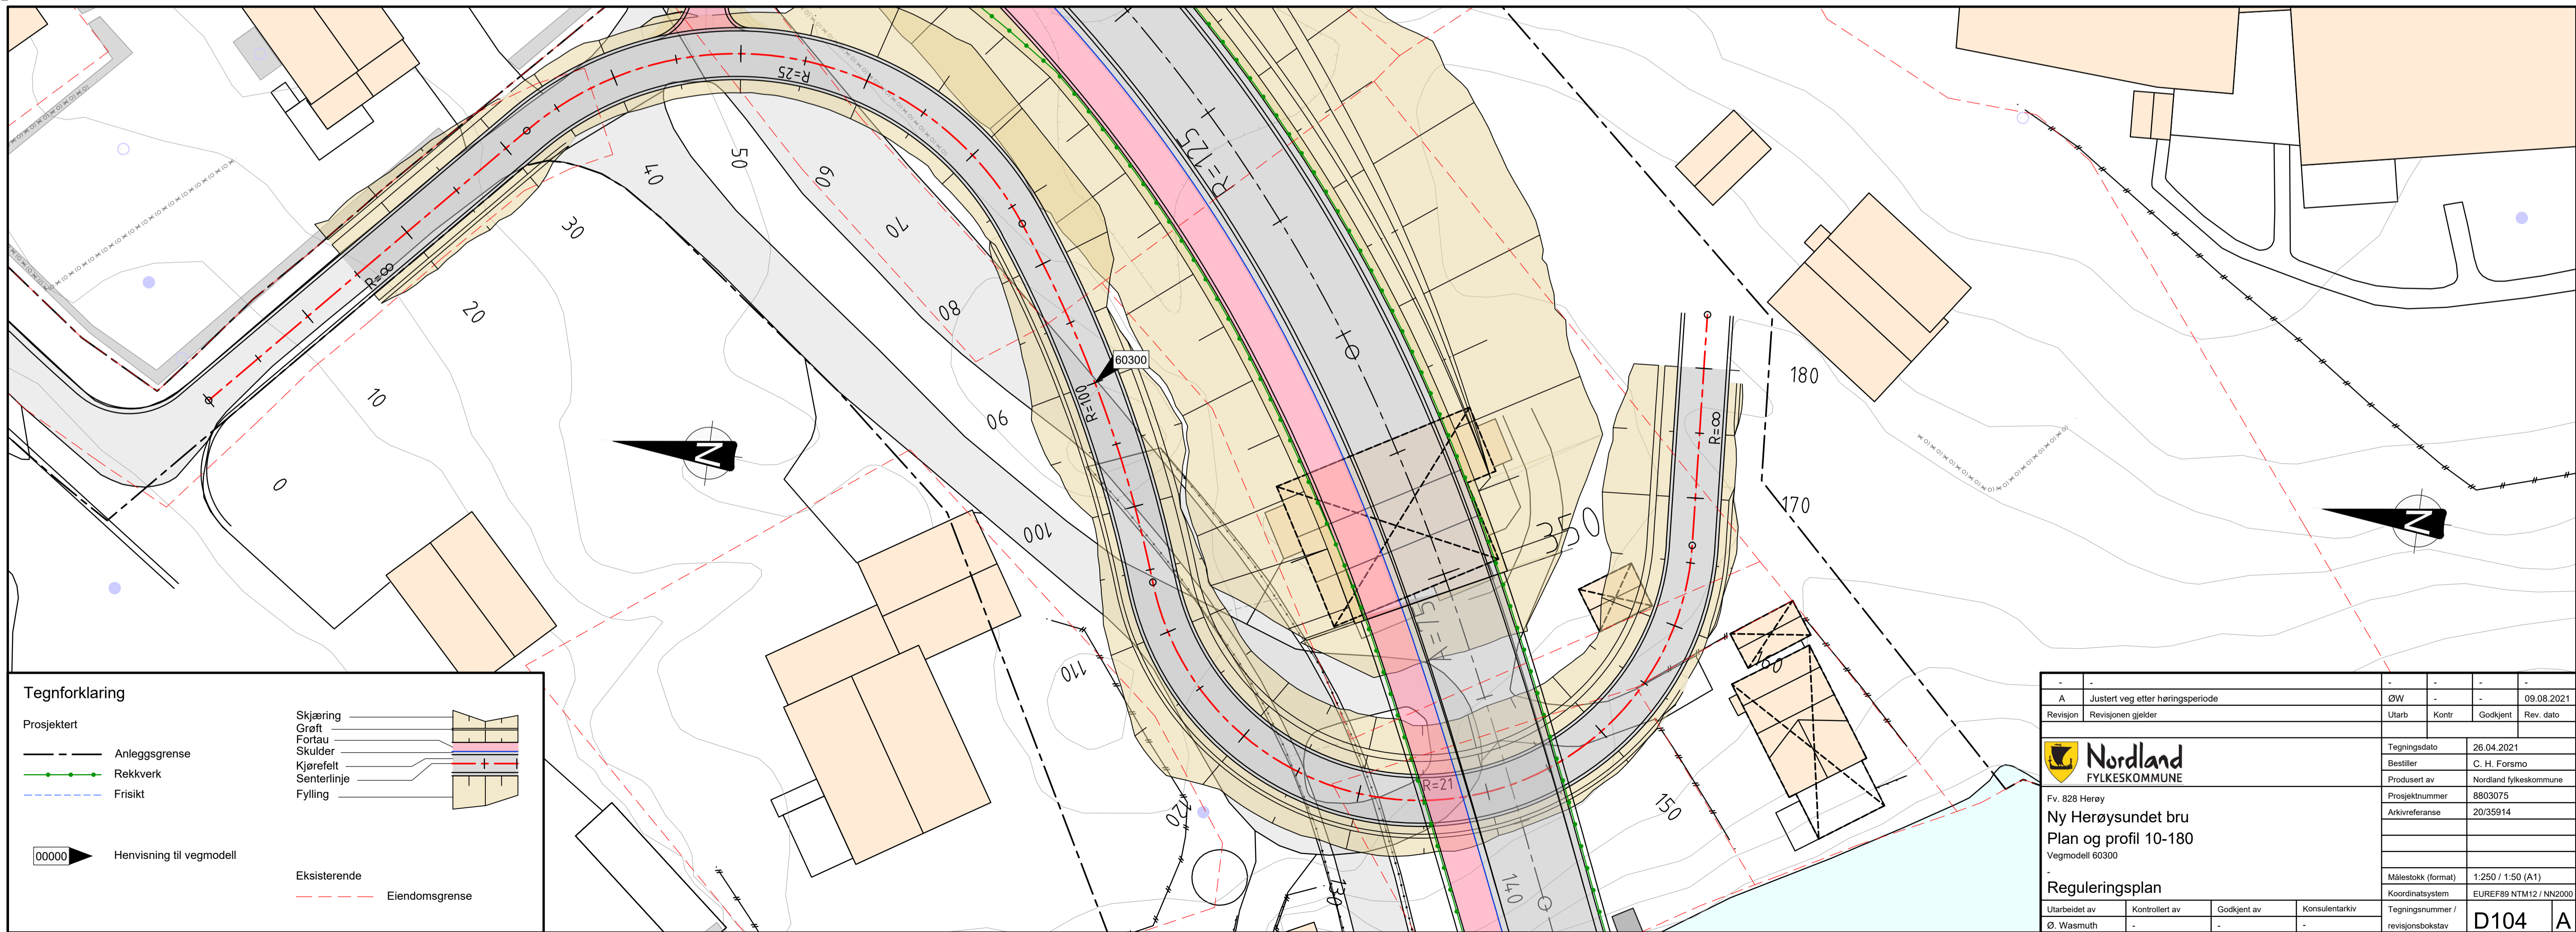 R=25
R=∞
R=125
R=100
60300
R=∞
R=21
0
10
20
30
40
50
60
70
80
90
100
110
120
130
140
150
160
170
180
350
N
N
Tegnforklaring
Prosjektert
Anleggsgrense
Rekkverk
Frisikt
00000 Henvisning til vegmodell
Skjæring
Grøft
Fortau
Skulder
Kjørefelt
Senterlinje
Fylling
Eksisterende
Eiendomsgrense
- - - - - -
A Justert veg etter høringsperiode ØW - - 09.08.2021
Revisjon Revisjonen gjelder Utarb Kontr Godkjent Rev. dato
Nordland
FYLKESKOMMUNE
Tegningsdato 26.04.2021
Bestiller C. H. Forsmo
Produsert av Nordland fylkeskommune
Prosjektnummer 8803075
Arkivreferanse 20/35914
Fv. 828 Herøy
Ny Herøysundet bru
Plan og profil 10-180
Vegmodell 60300
-
Reguleringsplan
Målestokk (format) 1:250 / 1:50 (A1)
Koordinatsystem EUREF89 NTM12 / NN2000
Utarbeidet av Kontrollert av Godkjent av Konsulentarkiv
Ø. Wasmuth - - -
Tegningsnummer /
revisjonsbokstav D104 A